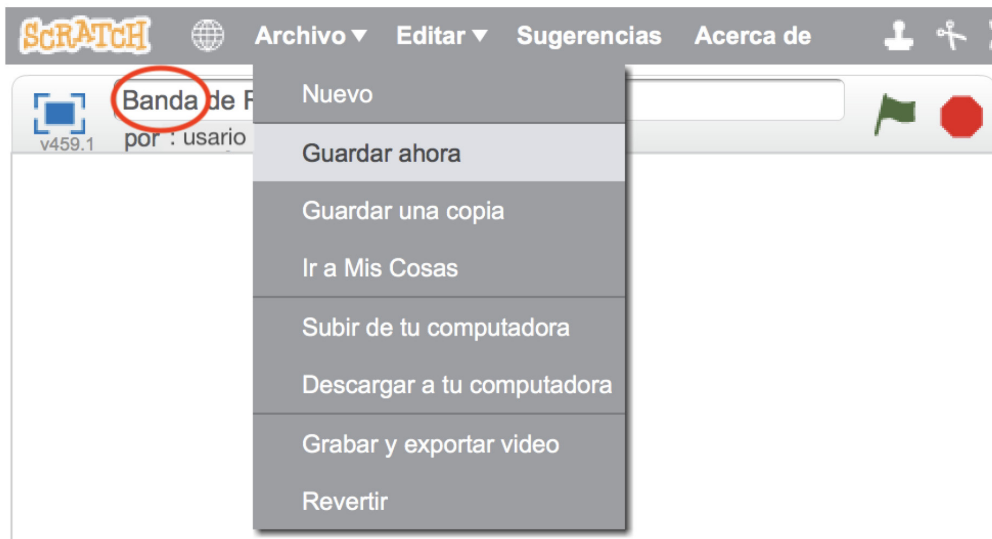 SCRATCH Archivo ▼ Editar ▼ Sugerencias Acerca de
Banda de
v459.1 por : usario
Nuevo
Guardar ahora
Guardar una copia
Ir a Mis Cosas
Subir de tu computadora
Descargar a tu computadora
Grabar y exportar video
Revertir